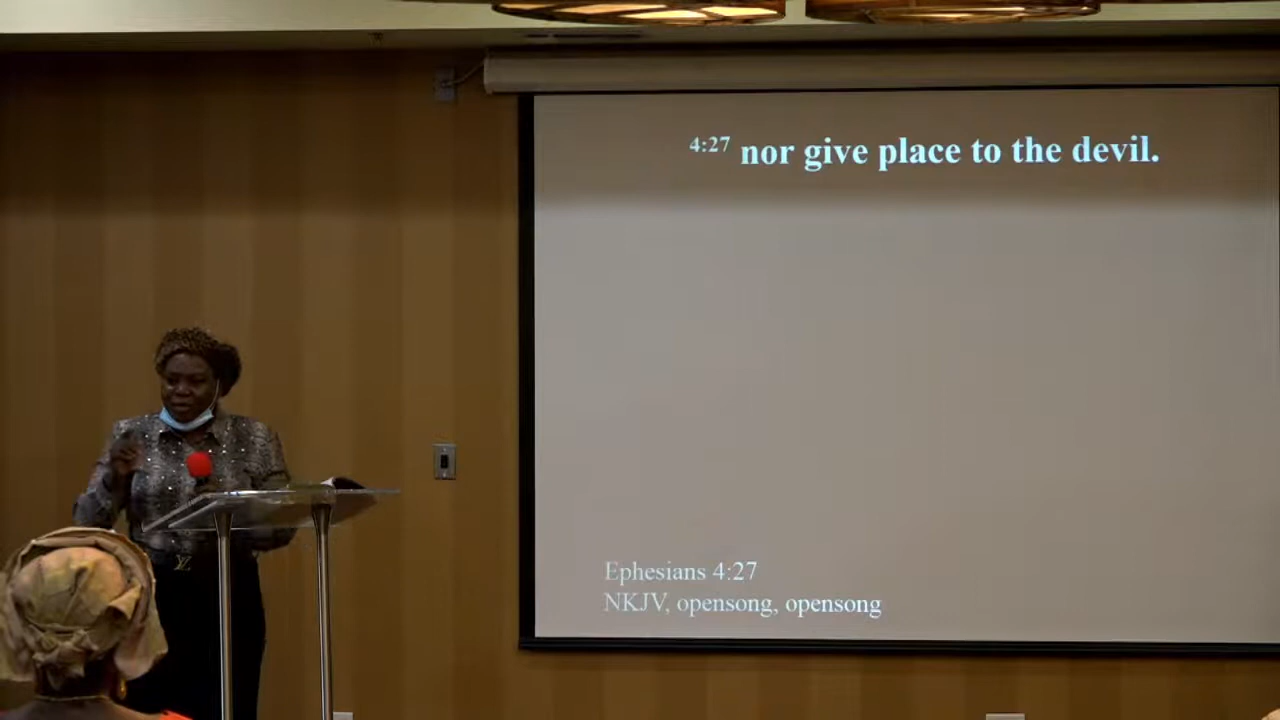 4:27 nor give place to the devil.
Ephesians 4:27
NKJV, opensong, opensong